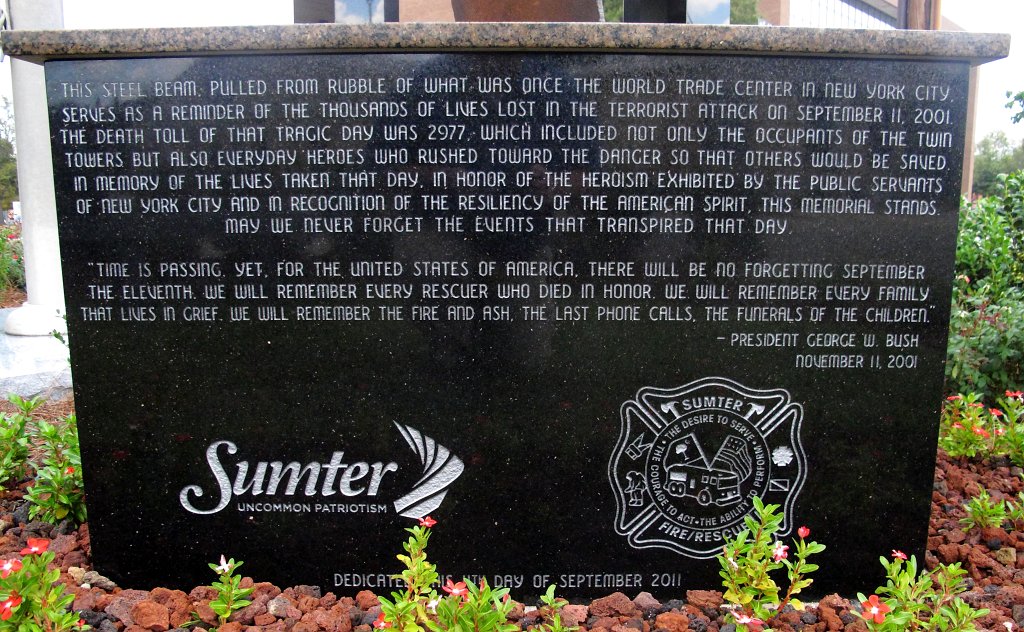 THIS STEEL BEAM, PULLED FROM RUBBLE OF WHAT WAS ONCE THE WORLD TRADE CENTER IN NEW YORK CITY,
SERVES AS A REMINDER OF THE THOUSANDS OF LIVES LOST IN THE TERRORIST ATTACK ON SEPTEMBER 11, 2001.
THE DEATH TOLL OF THAT TRAGIC DAY WAS 2977, WHICH INCLUDED NOT ONLY THE OCCUPANTS OF THE TWIN
TOWERS BUT ALSO EVERYDAY HEROES WHO RUSHED TOWARD THE DANGER SO THAT OTHERS WOULD BE SAVED.
IN MEMORY OF THE LIVES TAKEN THAT DAY, IN HONOR OF THE HEROISM EXHIBITED BY THE PUBLIC SERVANTS
OF NEW YORK CITY AND IN RECOGNITION OF THE RESILIENCY OF THE AMERICAN SPIRIT, THIS MEMORIAL STANDS.
MAY WE NEVER FORGET THE EVENTS THAT TRANSPIRED THAT DAY.
"TIME IS PASSING. YET, FOR THE UNITED STATES OF AMERICA, THERE WILL BE NO FORGETTING SEPTEMBER
THE ELEVENTH. WE WILL REMEMBER EVERY RESCUER WHO DIED IN HONOR. WE WILL REMEMBER EVERY FAMILY
THAT LIVES IN GRIEF. WE WILL REMEMBER THE FIRE AND ASH, THE LAST PHONE CALLS, THE FUNERALS OF THE CHILDREN."
- PRESIDENT GEORGE W. BUSH
NOVEMBER 11, 2001
Sumter
UNCOMMON PATRIOTISM
SUMTER
THE DESIRE TO SERVE
THE COURAGE TO ACT • THE ABILITY TO PERFORM
FIRE/RESCUE
DEDICATED DAY OF SEPTEMBER 2011